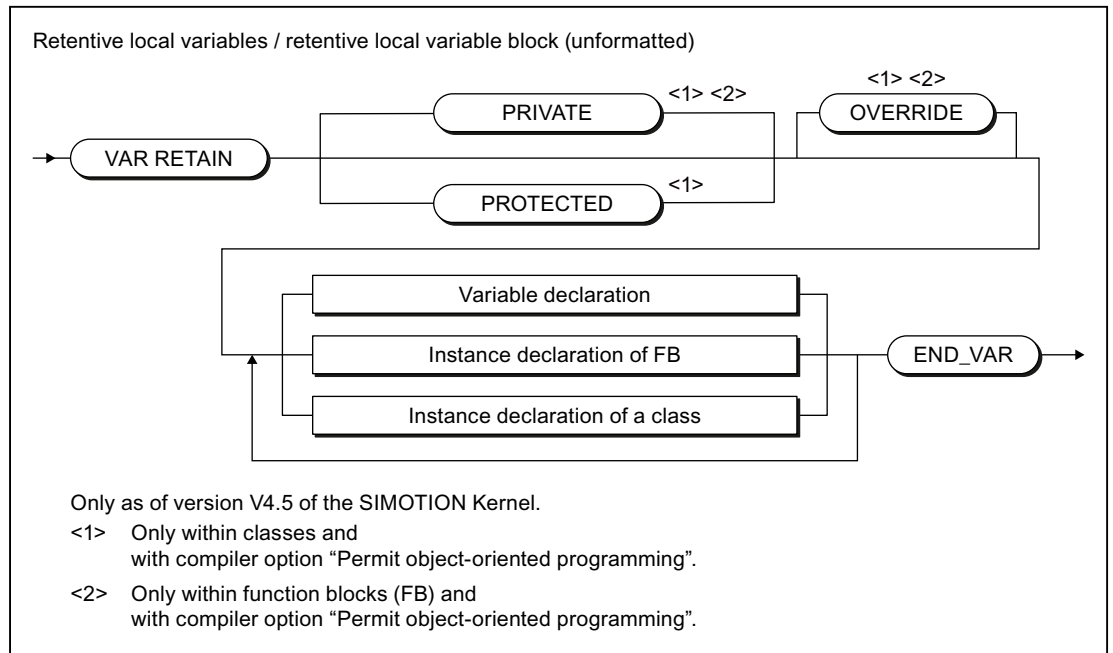 Retentive local variables / retentive local variable block (unformatted)
<1> <2>
PRIVATE
<1> <2>
OVERRIDE
VAR RETAIN
<1>
PROTECTED
Variable declaration
Instance declaration of FB
END_VAR
Instance declaration of a class
Only as of version V4.5 of the SIMOTION Kernel.
<1> Only within classes and
with compiler option “Permit object-oriented programming”.
<2> Only within function blocks (FB) and
with compiler option “Permit object-oriented programming”.